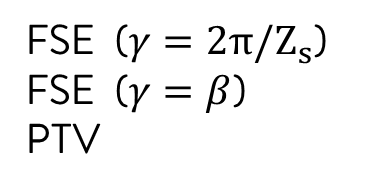 FSE (γ = 2π/Zₛ)
FSE (γ = β)
PTV